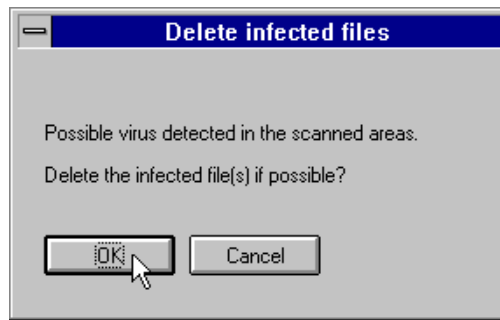 Delete infected files
Possible virus detected in the scanned areas.
Delete the infected file(s) if possible?
OK
Cancel